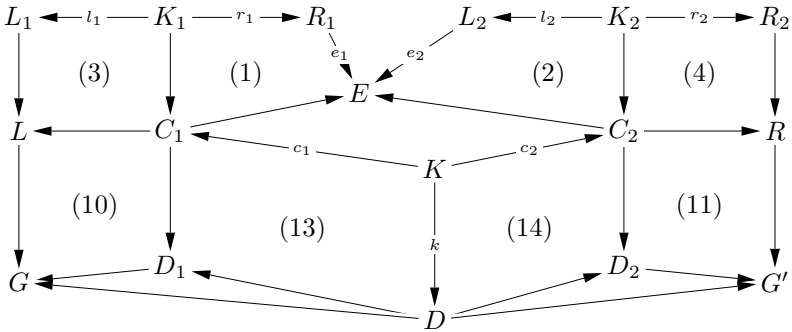 L₁ l₁ K₁ r₁ R₁ L₂ l₂ K₂ r₂ R₂
e₁ e₂
(3) (1) (2) (4)
E
L C₁ C₂ R
c₁ c₂
K
(10) (13) (14) (11)
k
G D₁ D₂ G′
D